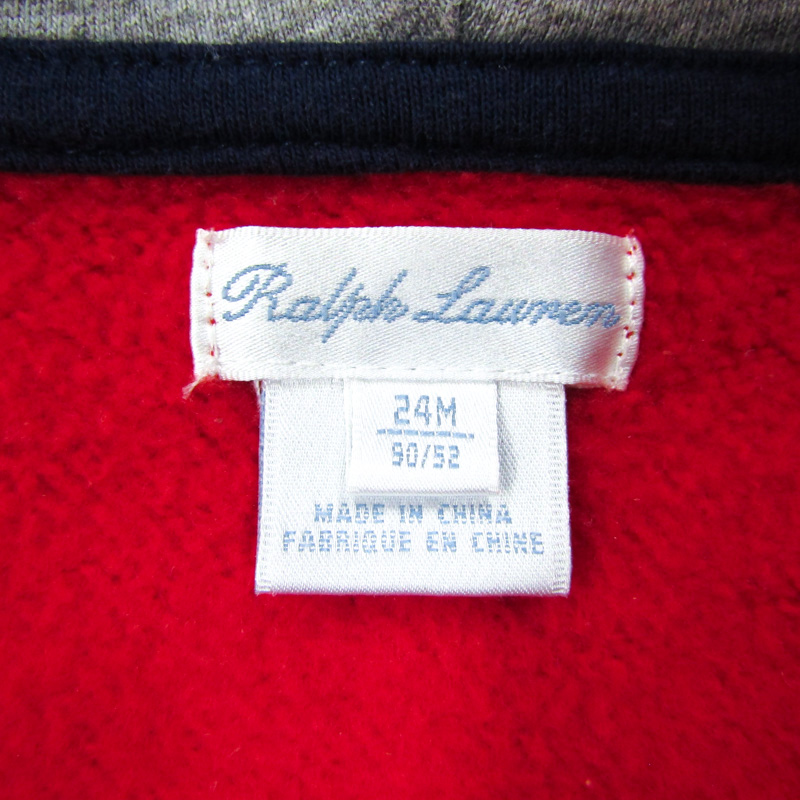 Ralph Lauren
24M
90/52
MADE IN CHINA
FABRIQUE EN CHINE